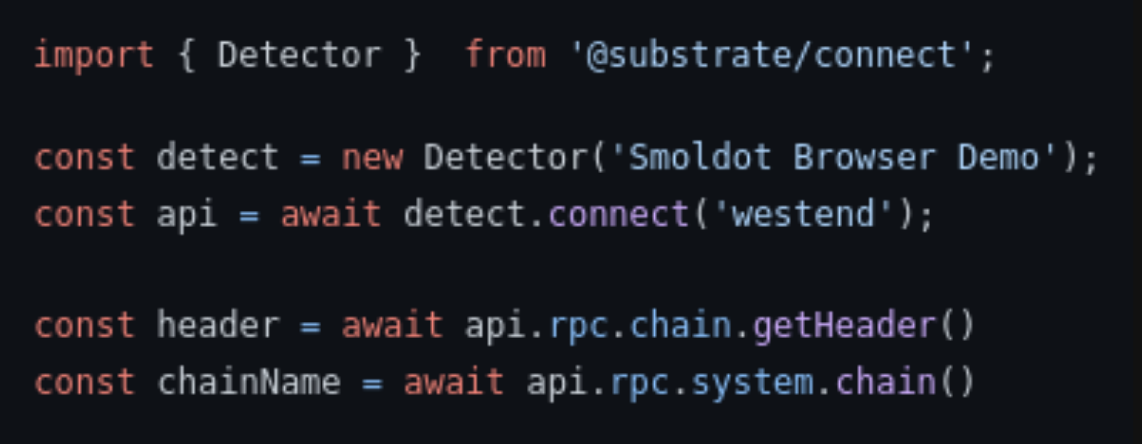 import { Detector }  from '@substrate/connect';
const detect = new Detector('Smoldot Browser Demo');
const api = await detect.connect('westend');
const header = await api.rpc.chain.getHeader()
const chainName = await api.rpc.system.chain()